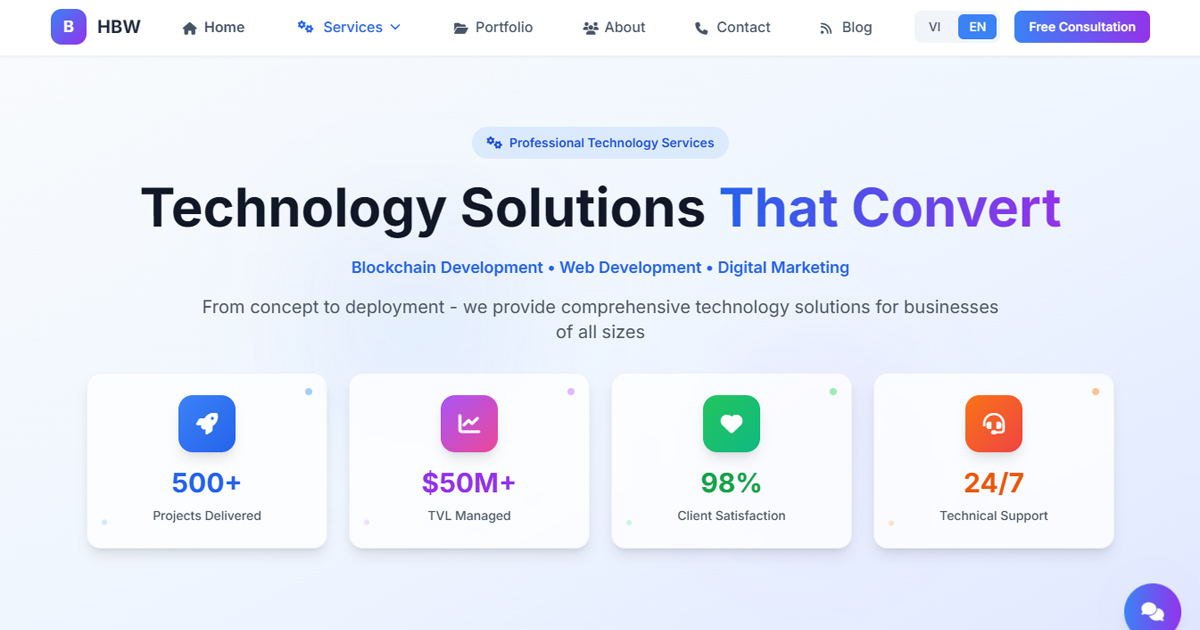 B HBW Home Services Portfolio About Contact Blog VI EN Free Consultation
Professional Technology Services
Technology Solutions That Convert
Blockchain Development • Web Development • Digital Marketing
From concept to deployment - we provide comprehensive technology solutions for businesses
of all sizes
500+
Projects Delivered
$50M+
TVL Managed
98%
Client Satisfaction
24/7
Technical Support